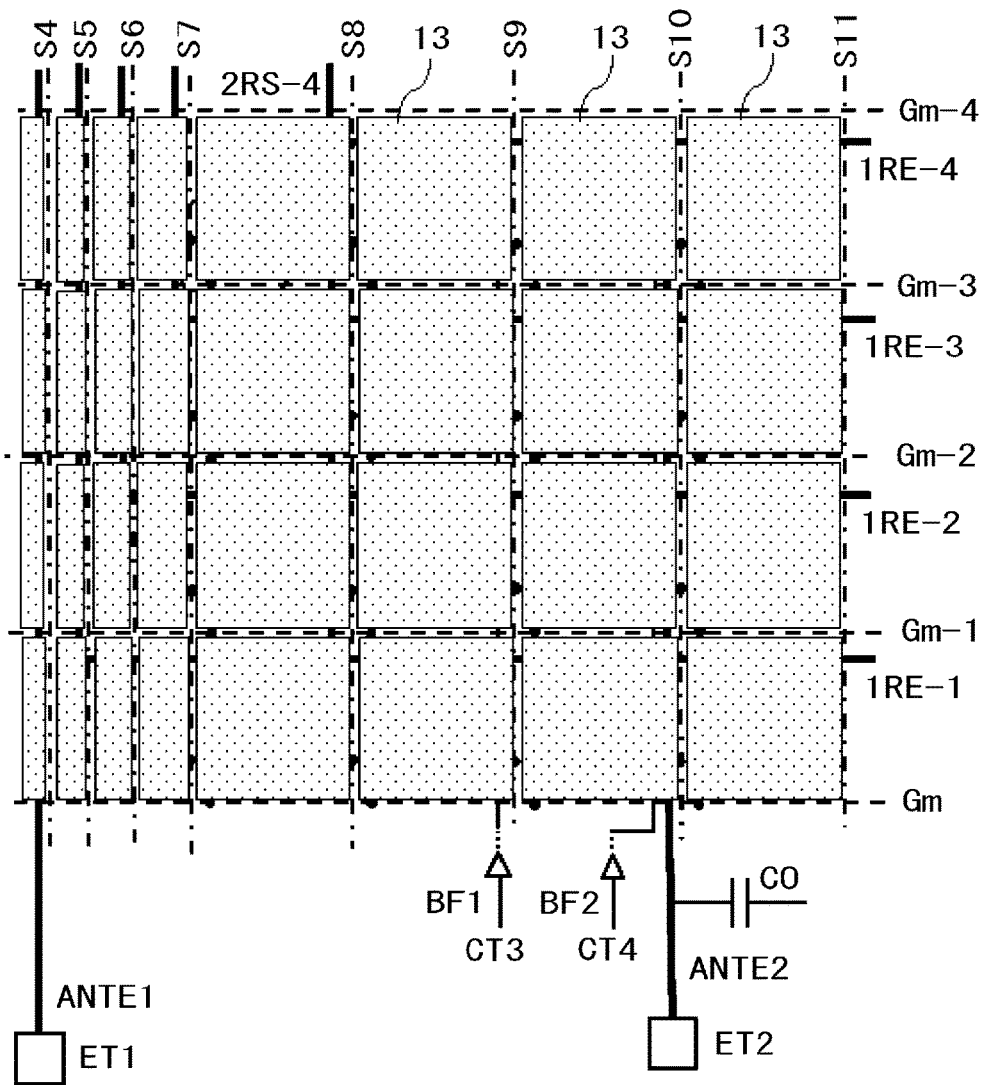 S4 S5 S6 S7 S8 S9 S10 S11
2RS-4
13 13 13
Gm-4
1RE-4
Gm-3
1RE-3
Gm-2
1RE-2
Gm-1
1RE-1
Gm
BF1 BF2 CO
CT3 CT4
ANTE1 ANTE2
ET1 ET2